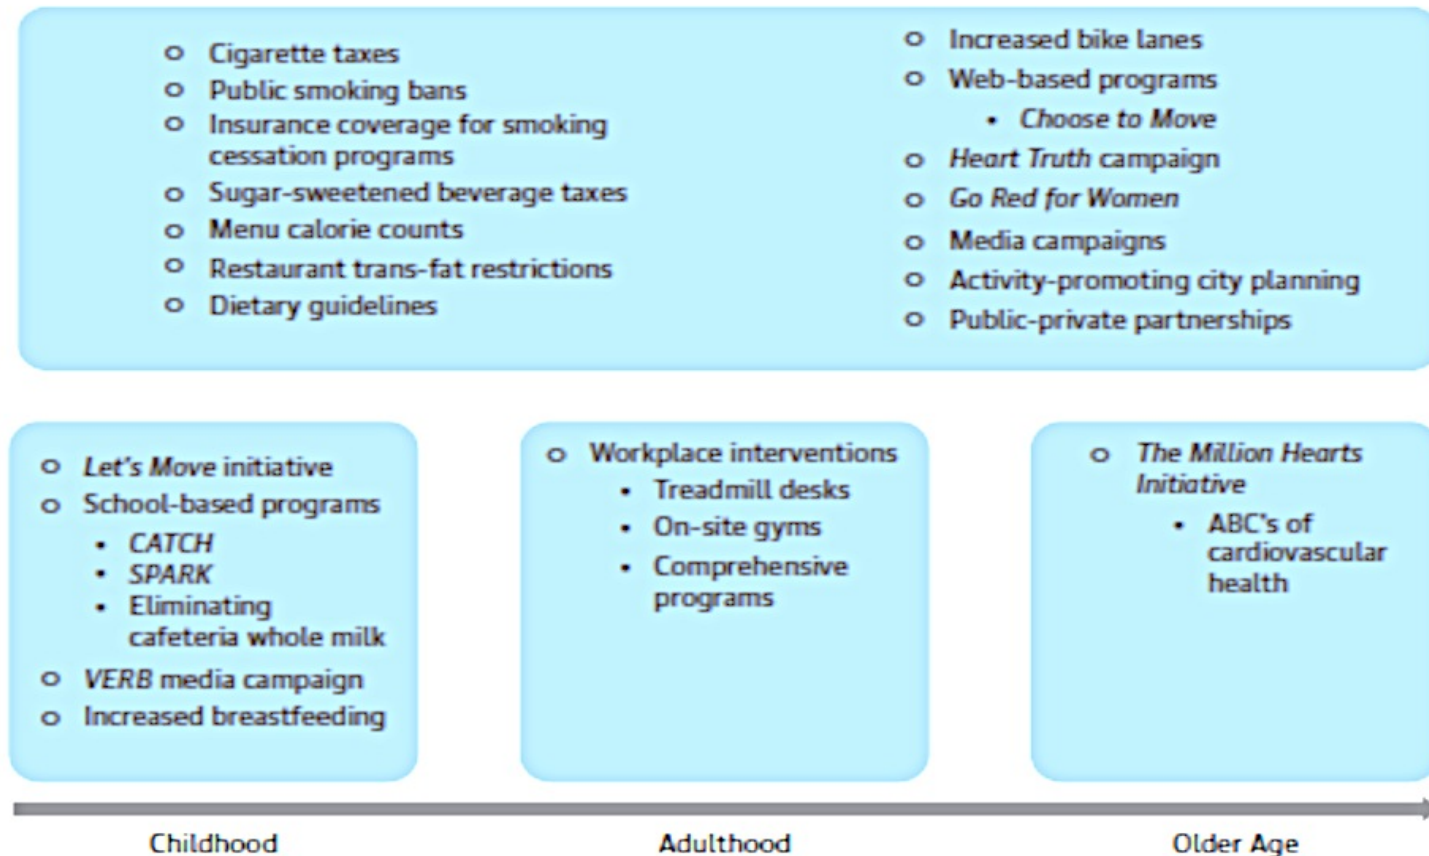 ○ Cigarette taxes
○ Public smoking bans
○ Insurance coverage for smoking
cessation programs
○ Sugar-sweetened beverage taxes
○ Menu calorie counts
○ Restaurant trans-fat restrictions
○ Dietary guidelines
○ Increased bike lanes
○ Web-based programs
• Choose to Move
○ Heart Truth campaign
○ Go Red for Women
○ Media campaigns
○ Activity-promoting city planning
○ Public-private partnerships
○ Let's Move initiative
○ School-based programs
• CATCH
• SPARK
• Eliminating
cafeteria whole milk
○ VERB media campaign
○ Increased breastfeeding
○ Workplace interventions
• Treadmill desks
• On-site gyms
• Comprehensive
programs
○ The Million Hearts
Initiative
• ABC's of
cardiovascular
health
Childhood
Adulthood
Older Age